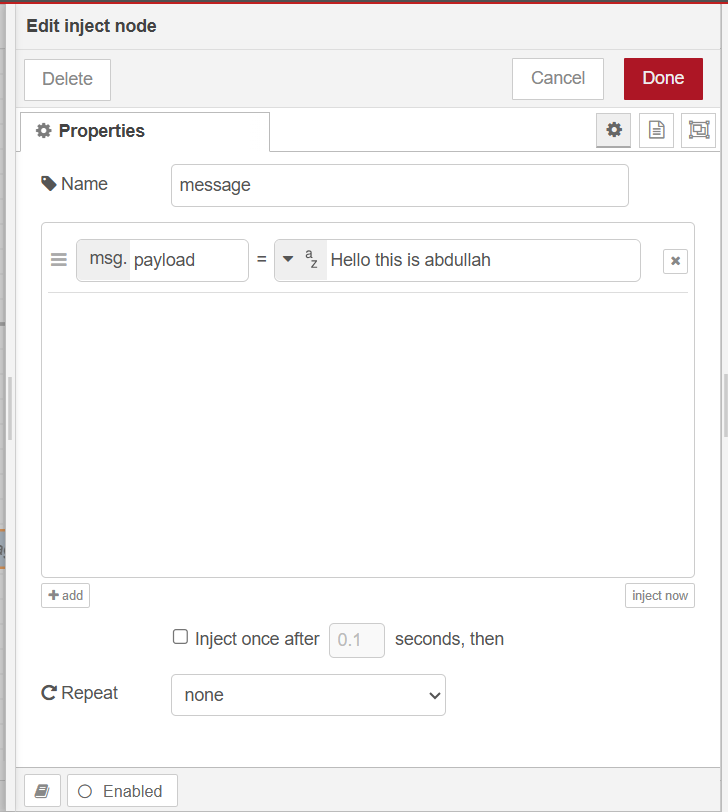 Edit inject node
Delete
Cancel
Done
Properties
Name
message
msg. payload = az Hello this is abdullah
add
inject now
Inject once after 0.1 seconds, then
Repeat
none
Enabled